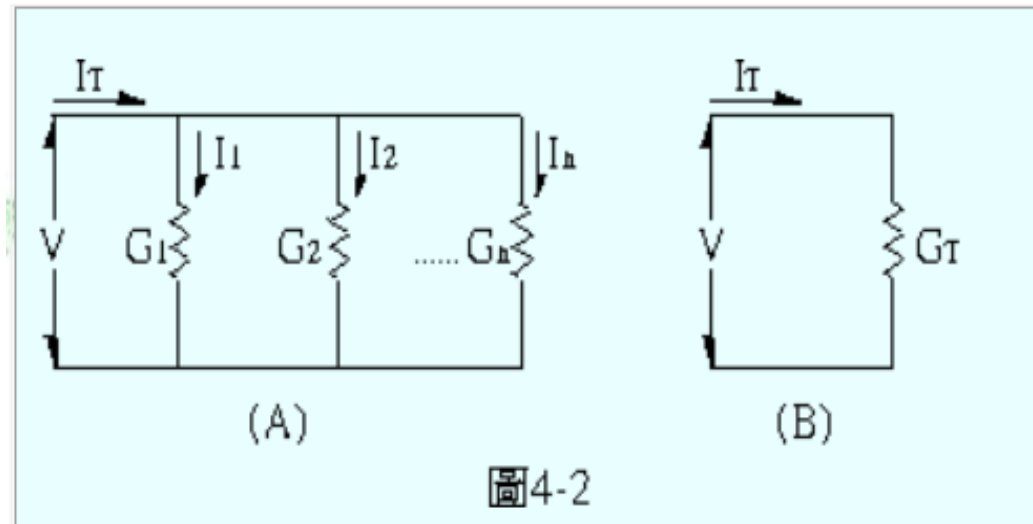 IT IT
I1 I2 In
V G1 G2 ...... Gn V GT
(A) (B)
圖4-2